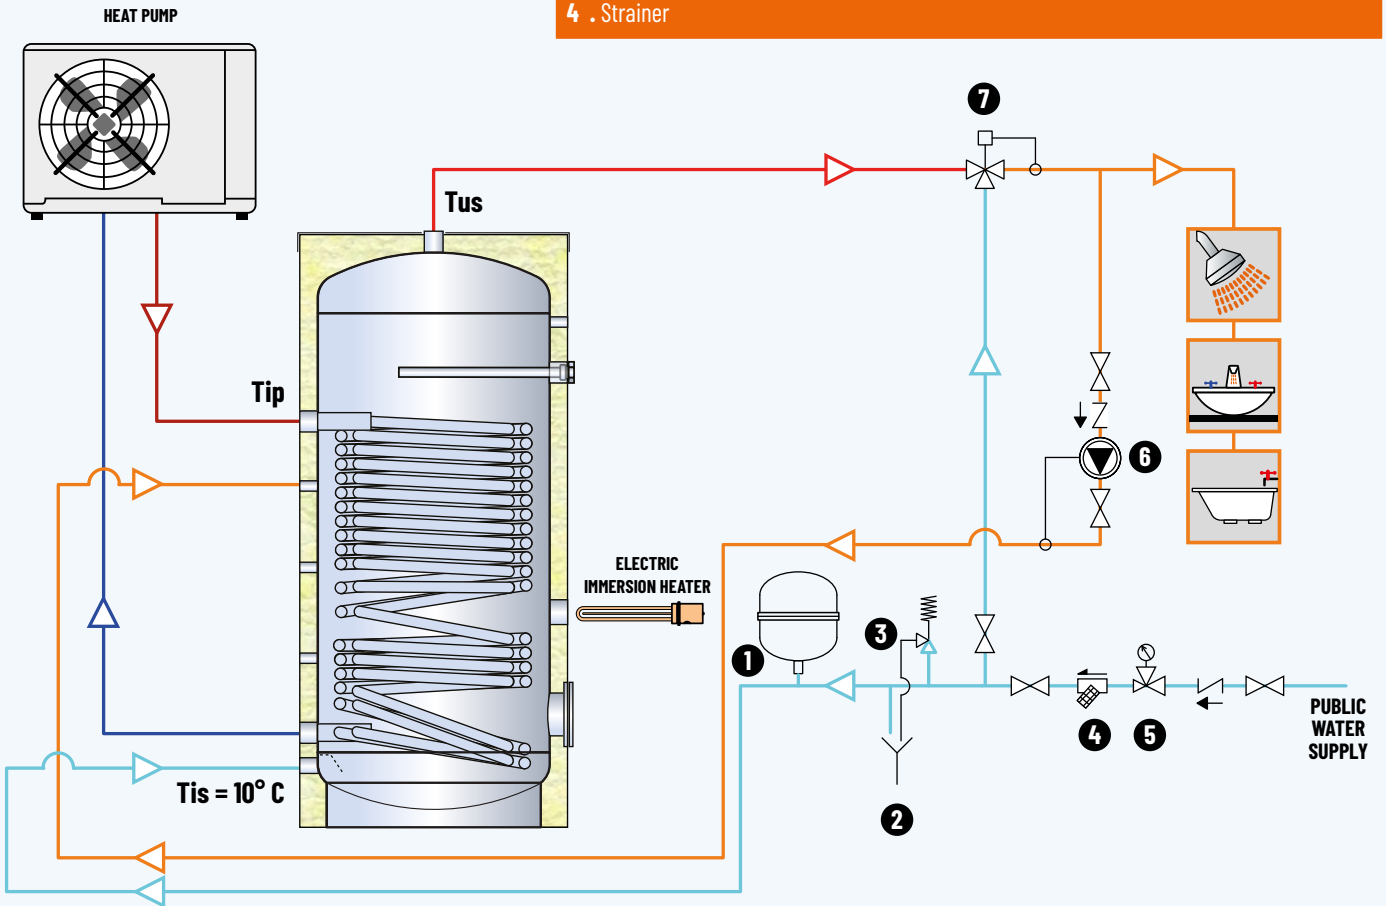 HEAT PUMP
4 . Strainer
7
Tus
Tip
6
ELECTRIC
IMMERSION HEATER
3
1
PUBLIC
WATER
SUPPLY
4
5
Tis = 10° C
2